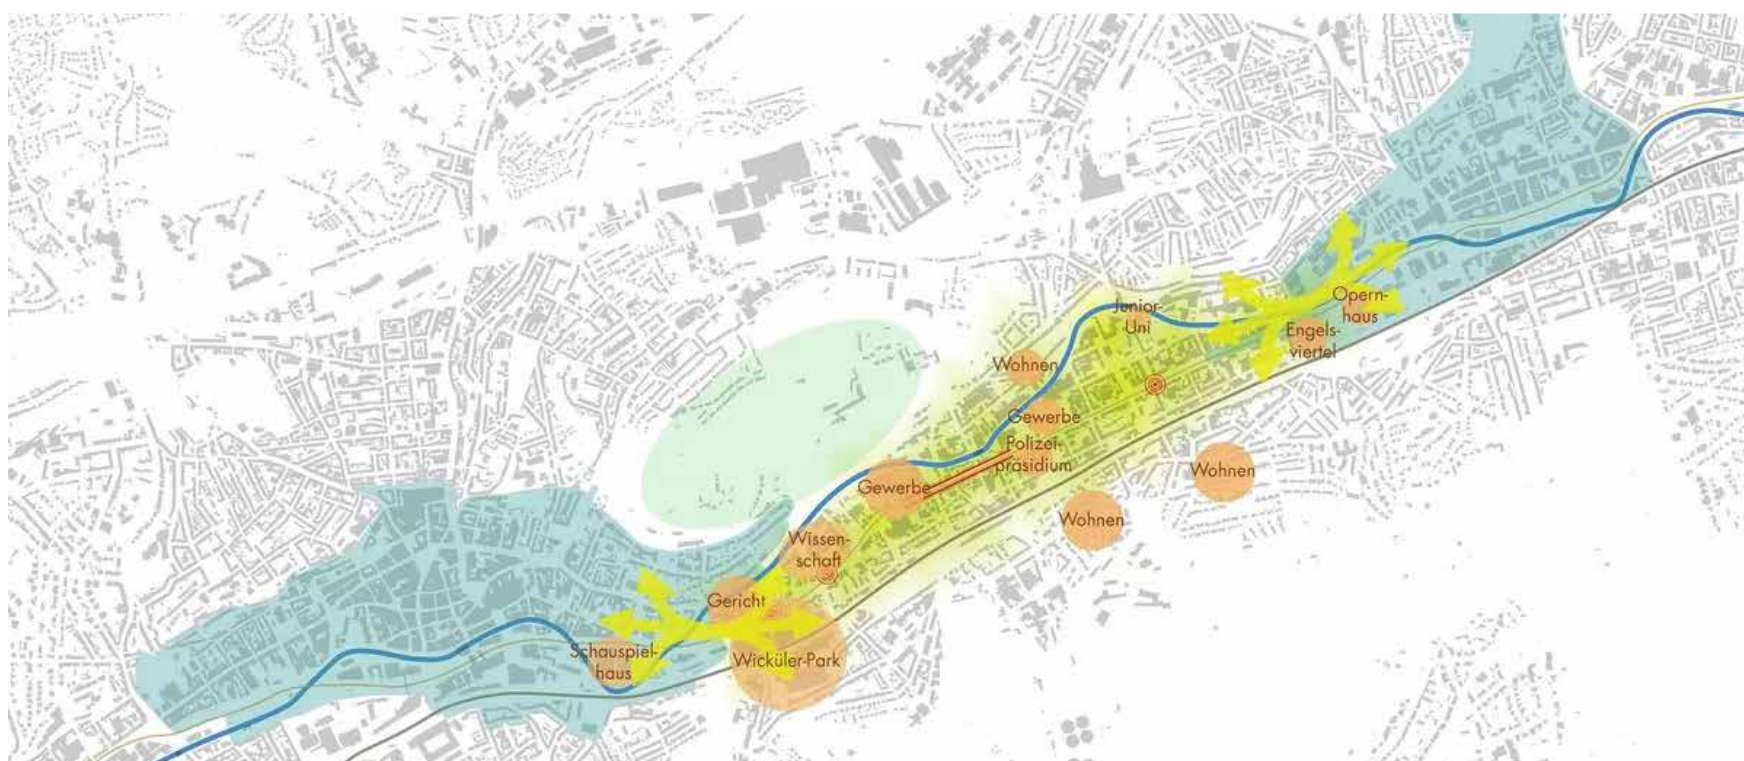 Opern-
haus
Junior-
Uni
Engels-
viertel
Wohnen
Gewerbe
Polizei-
präsidium
Wohnen
Gewerbe
Wohnen
Wissen-
schaft
Gericht
Schauspiel-
haus
Wicküler-Park